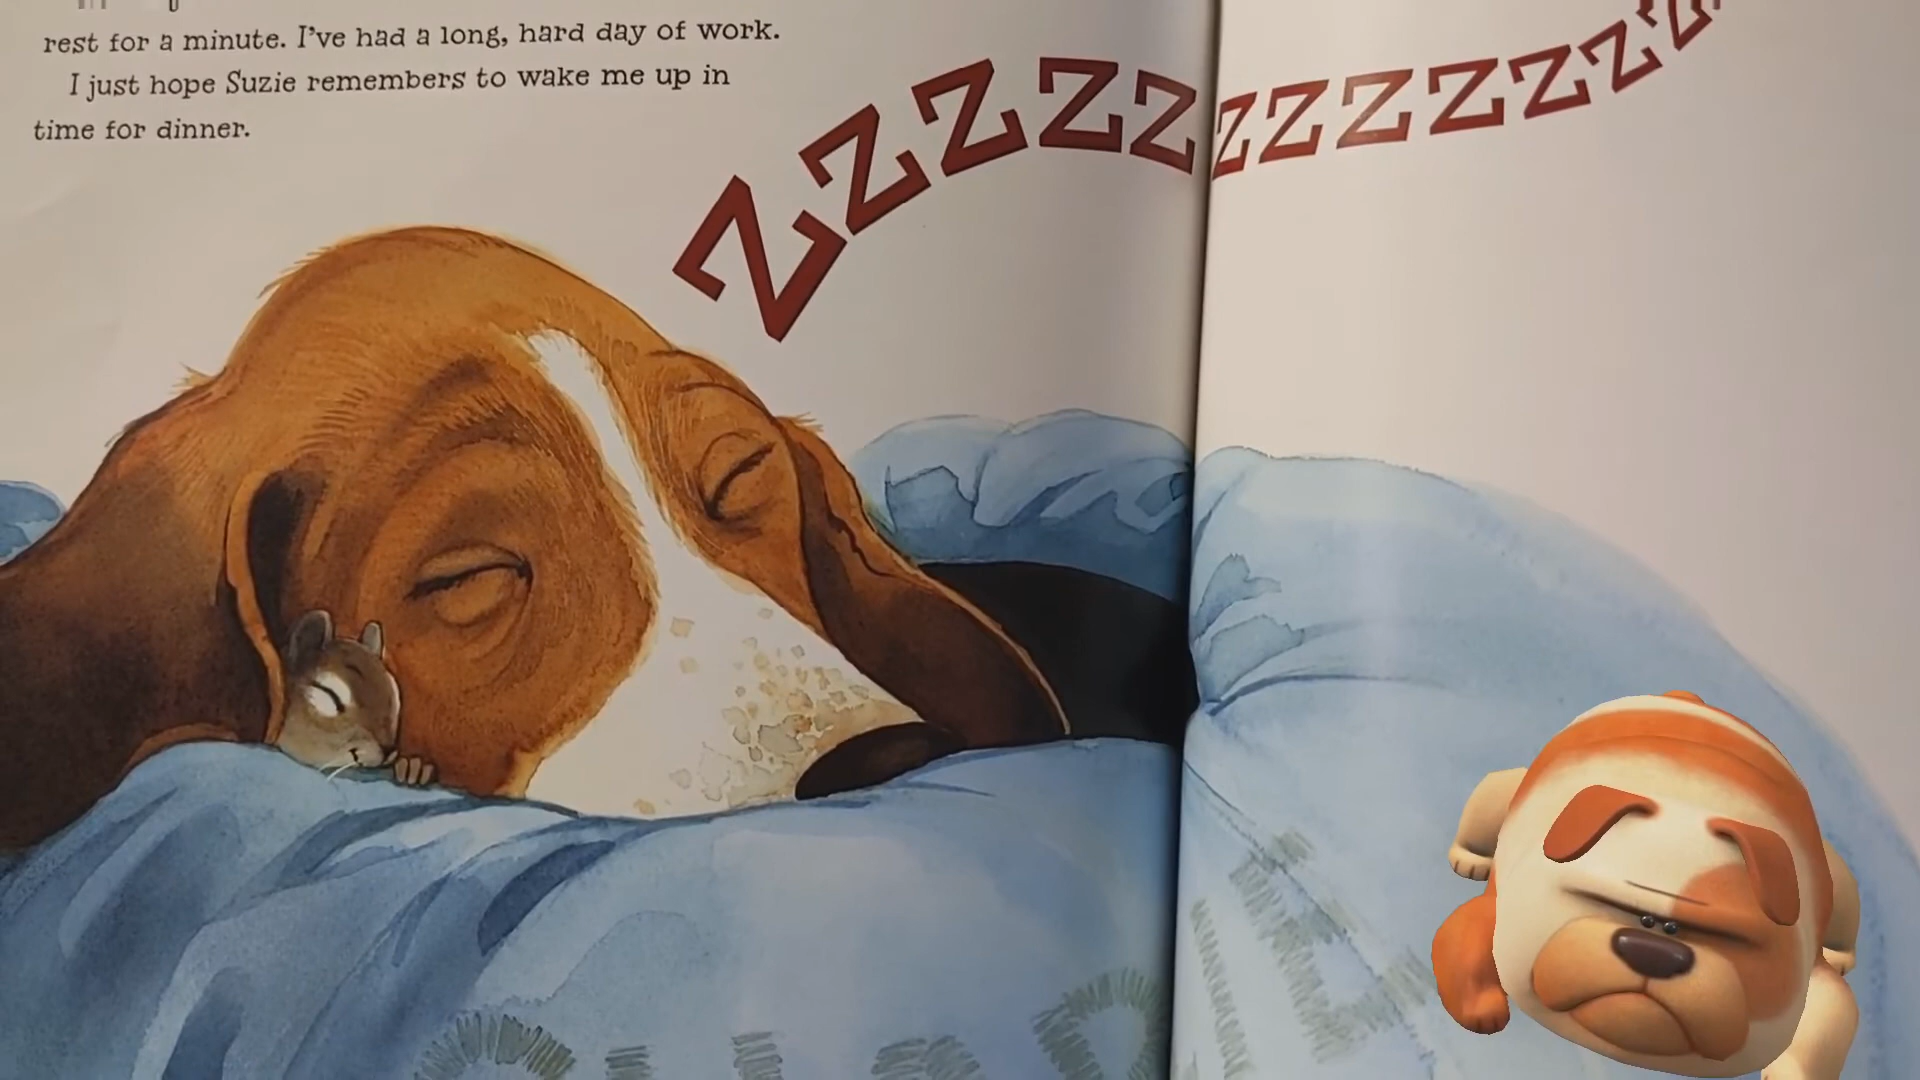 rest for a minute. I've had a long, hard day of work.
I just hope Suzie remembers to wake me up in
time for dinner.
ZZZZZZZZZZZZ